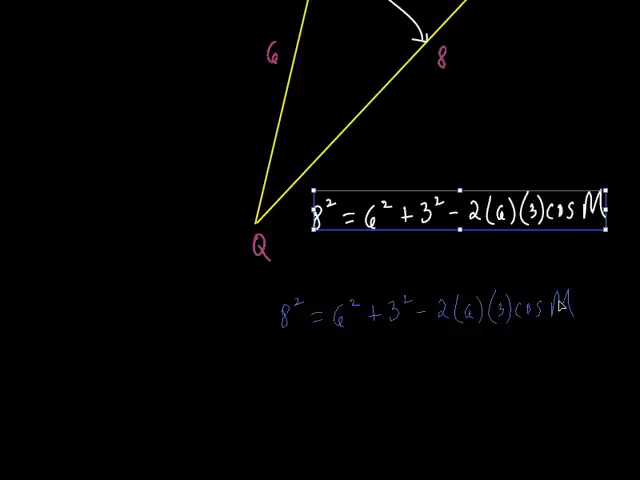 6
8
8² = 6² + 3² - 2(6)(3)cos M
Q
8² = 6² + 3² - 2(6)(3)cos M